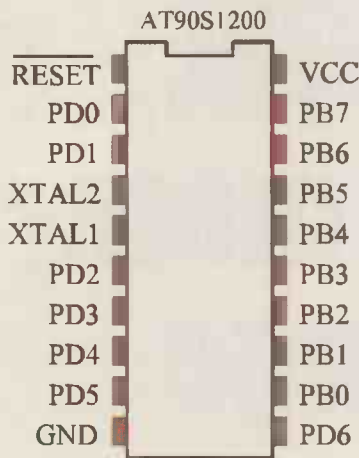 AT90S1200
RESET VCC
PD0 PB7
PD1 PB6
XTAL2 PB5
XTAL1 PB4
PD2 PB3
PD3 PB2
PD4 PB1
PD5 PB0
GND PD6